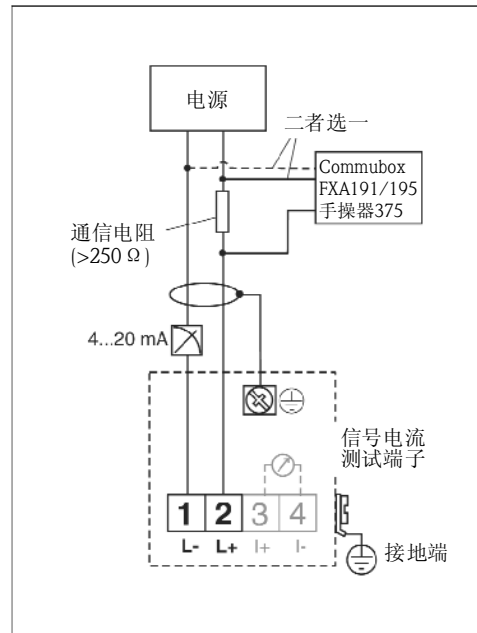 电源
二者选一
Commubox
FXA191/195
手操器375
通信电阻
(>250 Ω)
4...20 mA
信号电流
测试端子
1 2 3 4
L- L+ I+ I-
接地端